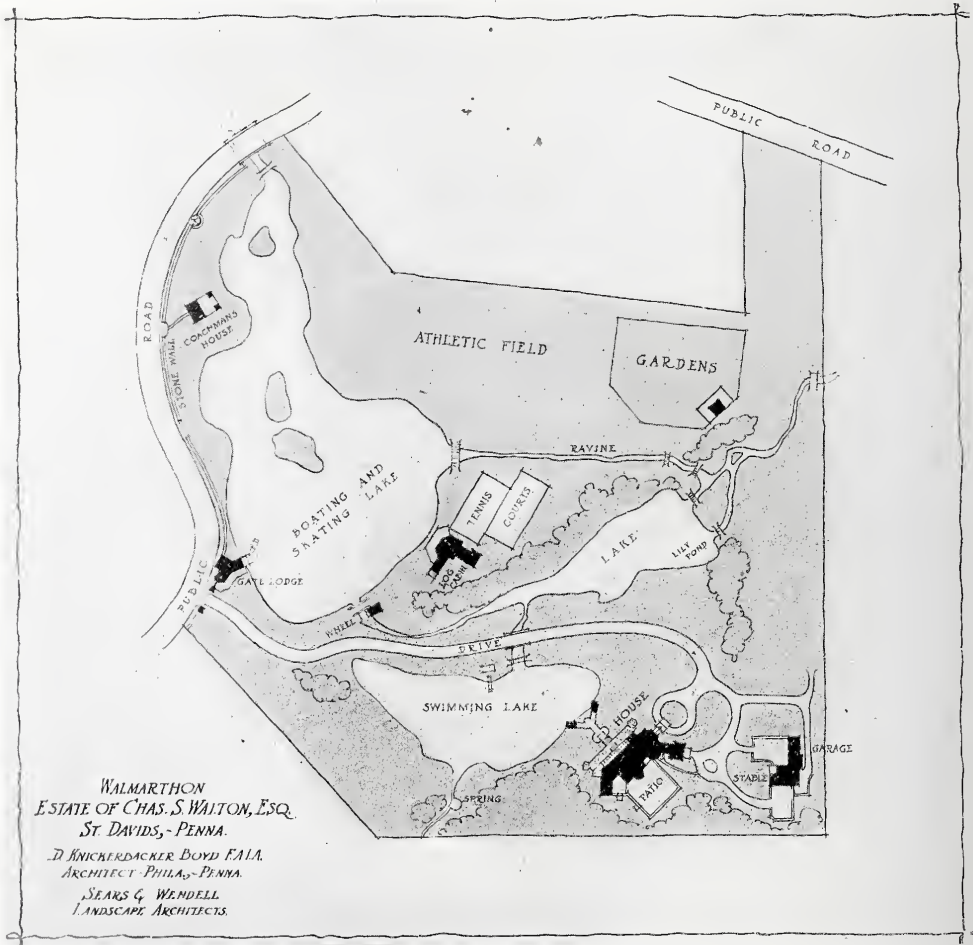 PUBLIC
ROAD
ROAD
COACHMANS
HOUSE
STONE WALL
ATHLETIC FIELD
GARDENS
RAVINE
BOATING AND
SKATING LAKE
TENNIS
COURTS
LAKE
LILY
POND
LOG
CABIN
GATE LODGE
PUBLIC
WHEEL
DRIVE
SWIMMING LAKE
HOUSE
GARAGE
STABLE
PATIO
SPRING
WALMARTHON
ESTATE OF CHAS. S. WALTON, ESQ.
ST. DAVIDS, - PENNA.
D. KNICKERBACKER BOYD F.A.I.A.
ARCHITECT - PHILA., - PENNA.
SEARS & WENDELL
LANDSCAPE ARCHITECTS.